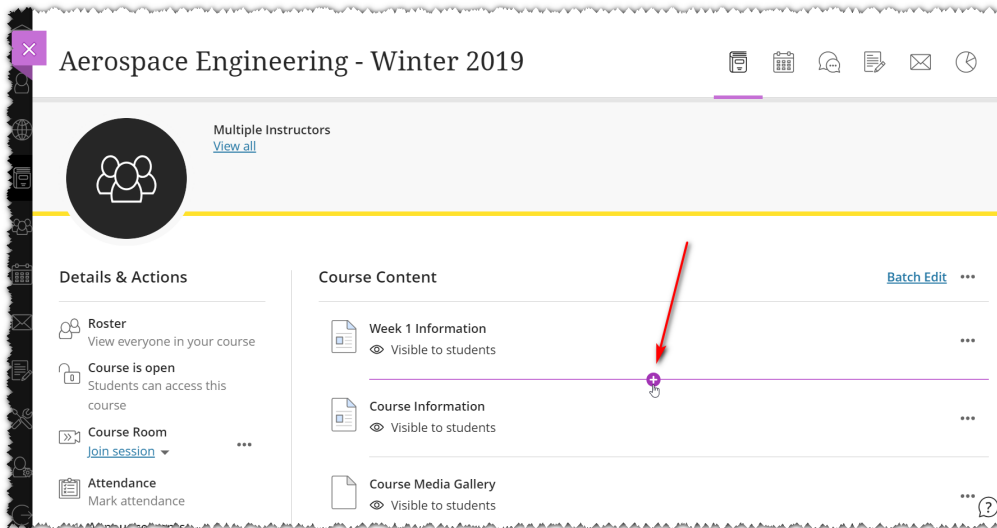 Aerospace Engineering - Winter 2019
Multiple Instructors
View all
Details & Actions
Roster
View everyone in your course
Course is open
Students can access this
course
Course Room
Join session
Attendance
Mark attendance
Course Content
Batch Edit
Week 1 Information
Visible to students
Course Information
Visible to students
Course Media Gallery
Visible to students